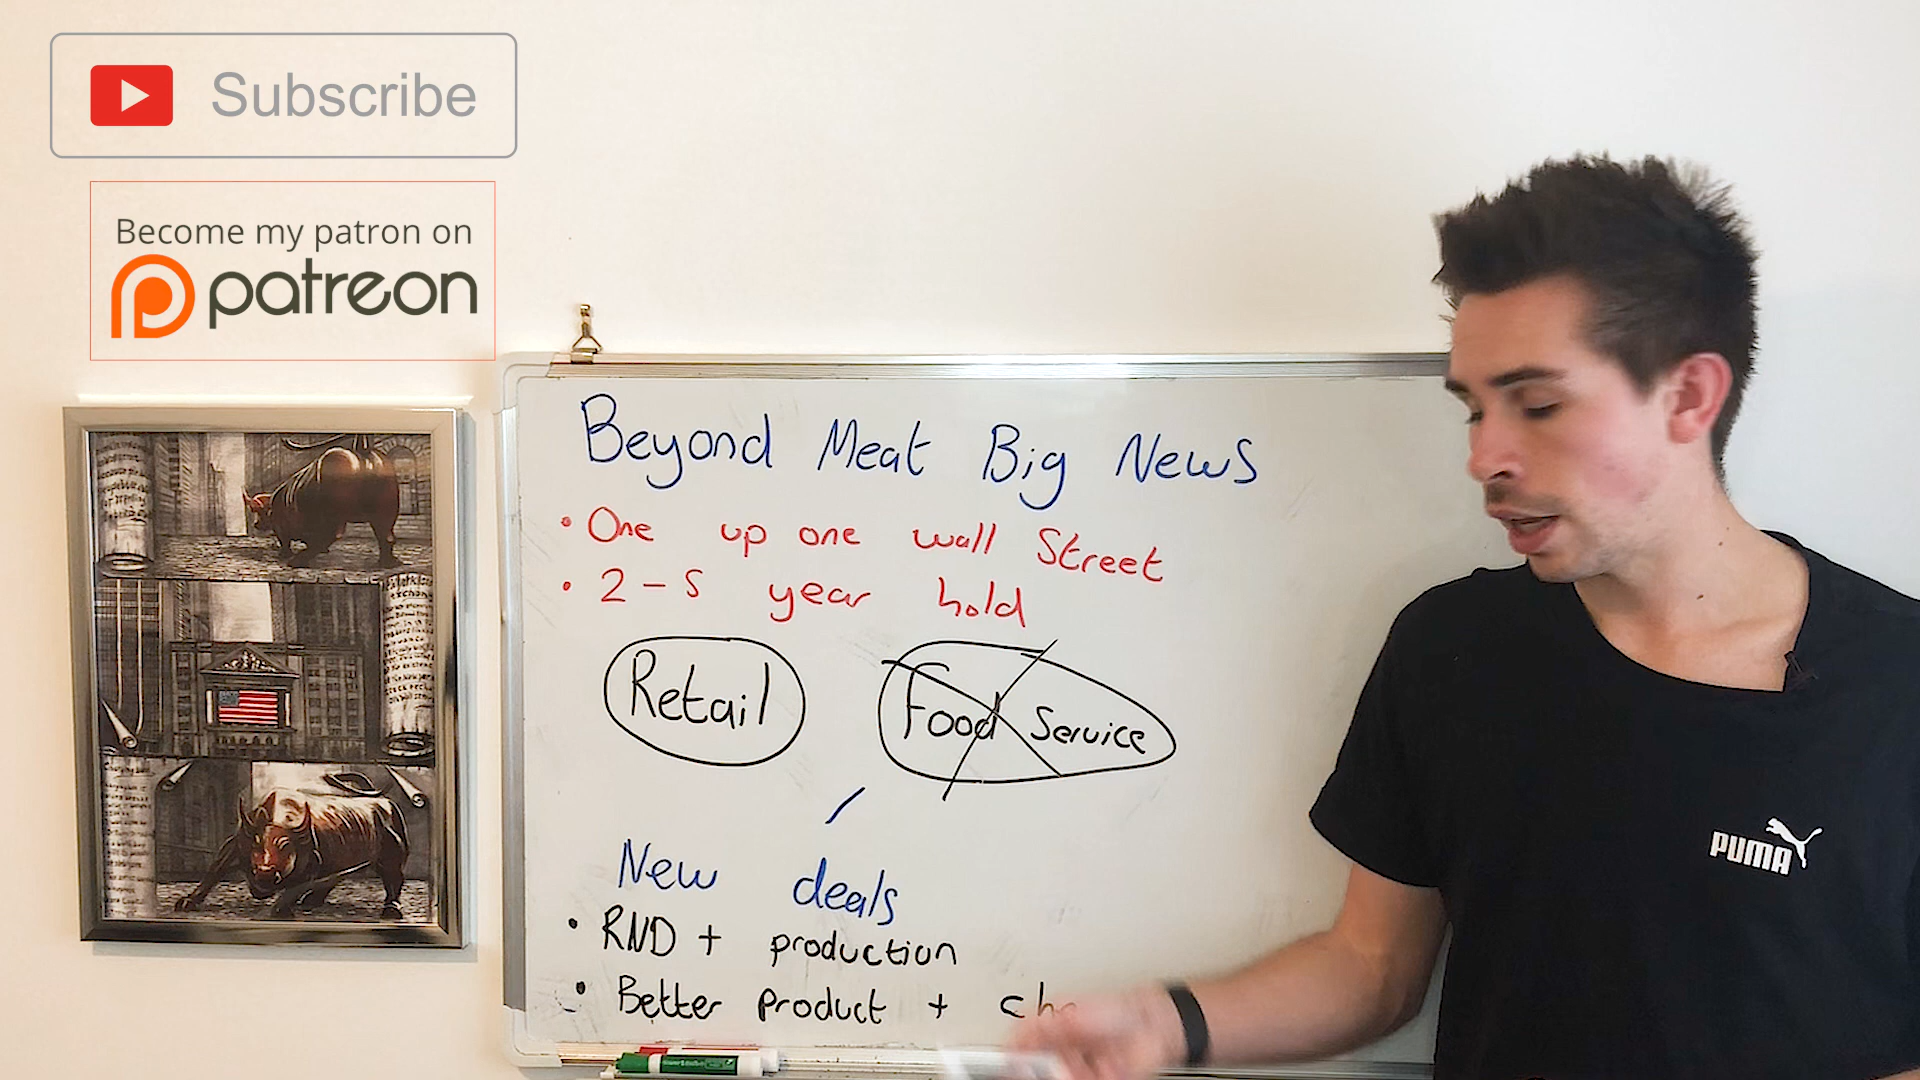 Subscribe
Become my patron on
patreon
Beyond Meat Big News
• One up one wall Street
• 2-5 year hold
Retail
Food Service
New deals
• RND + production
• Better product +
PUMA